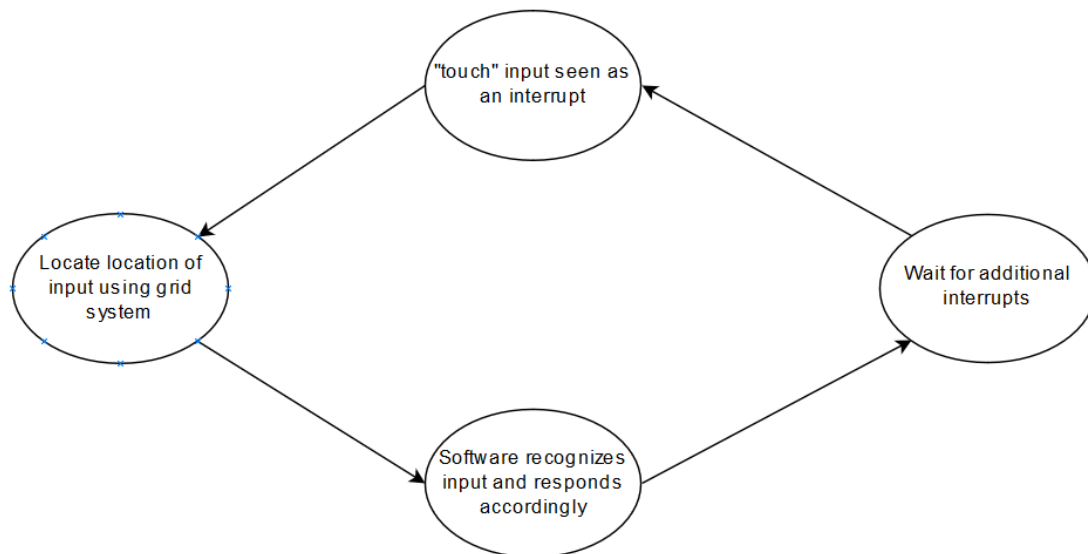 "touch" input seen as
an interrupt
Locate location of
input using grid
system
Wait for additional
interrupts
Software recognizes
input and responds
accordingly